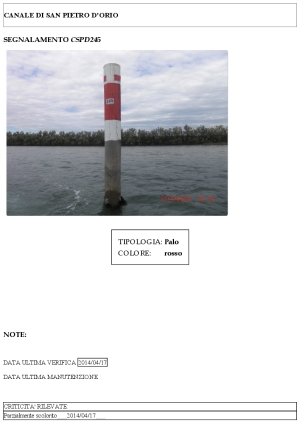 CANALE DI SAN PIETRO D'ORIO
SEGNALAMENTO CSPD245
TIPOLOGIA: Palo
COLORE: rosso
NOTE:
DATA ULTIMA VERIFICA 2014/04/17
DATA ULTIMA MANUTENZIONE
CRITICITA' RILEVATE
Parzialmente scolorito 2014/04/17